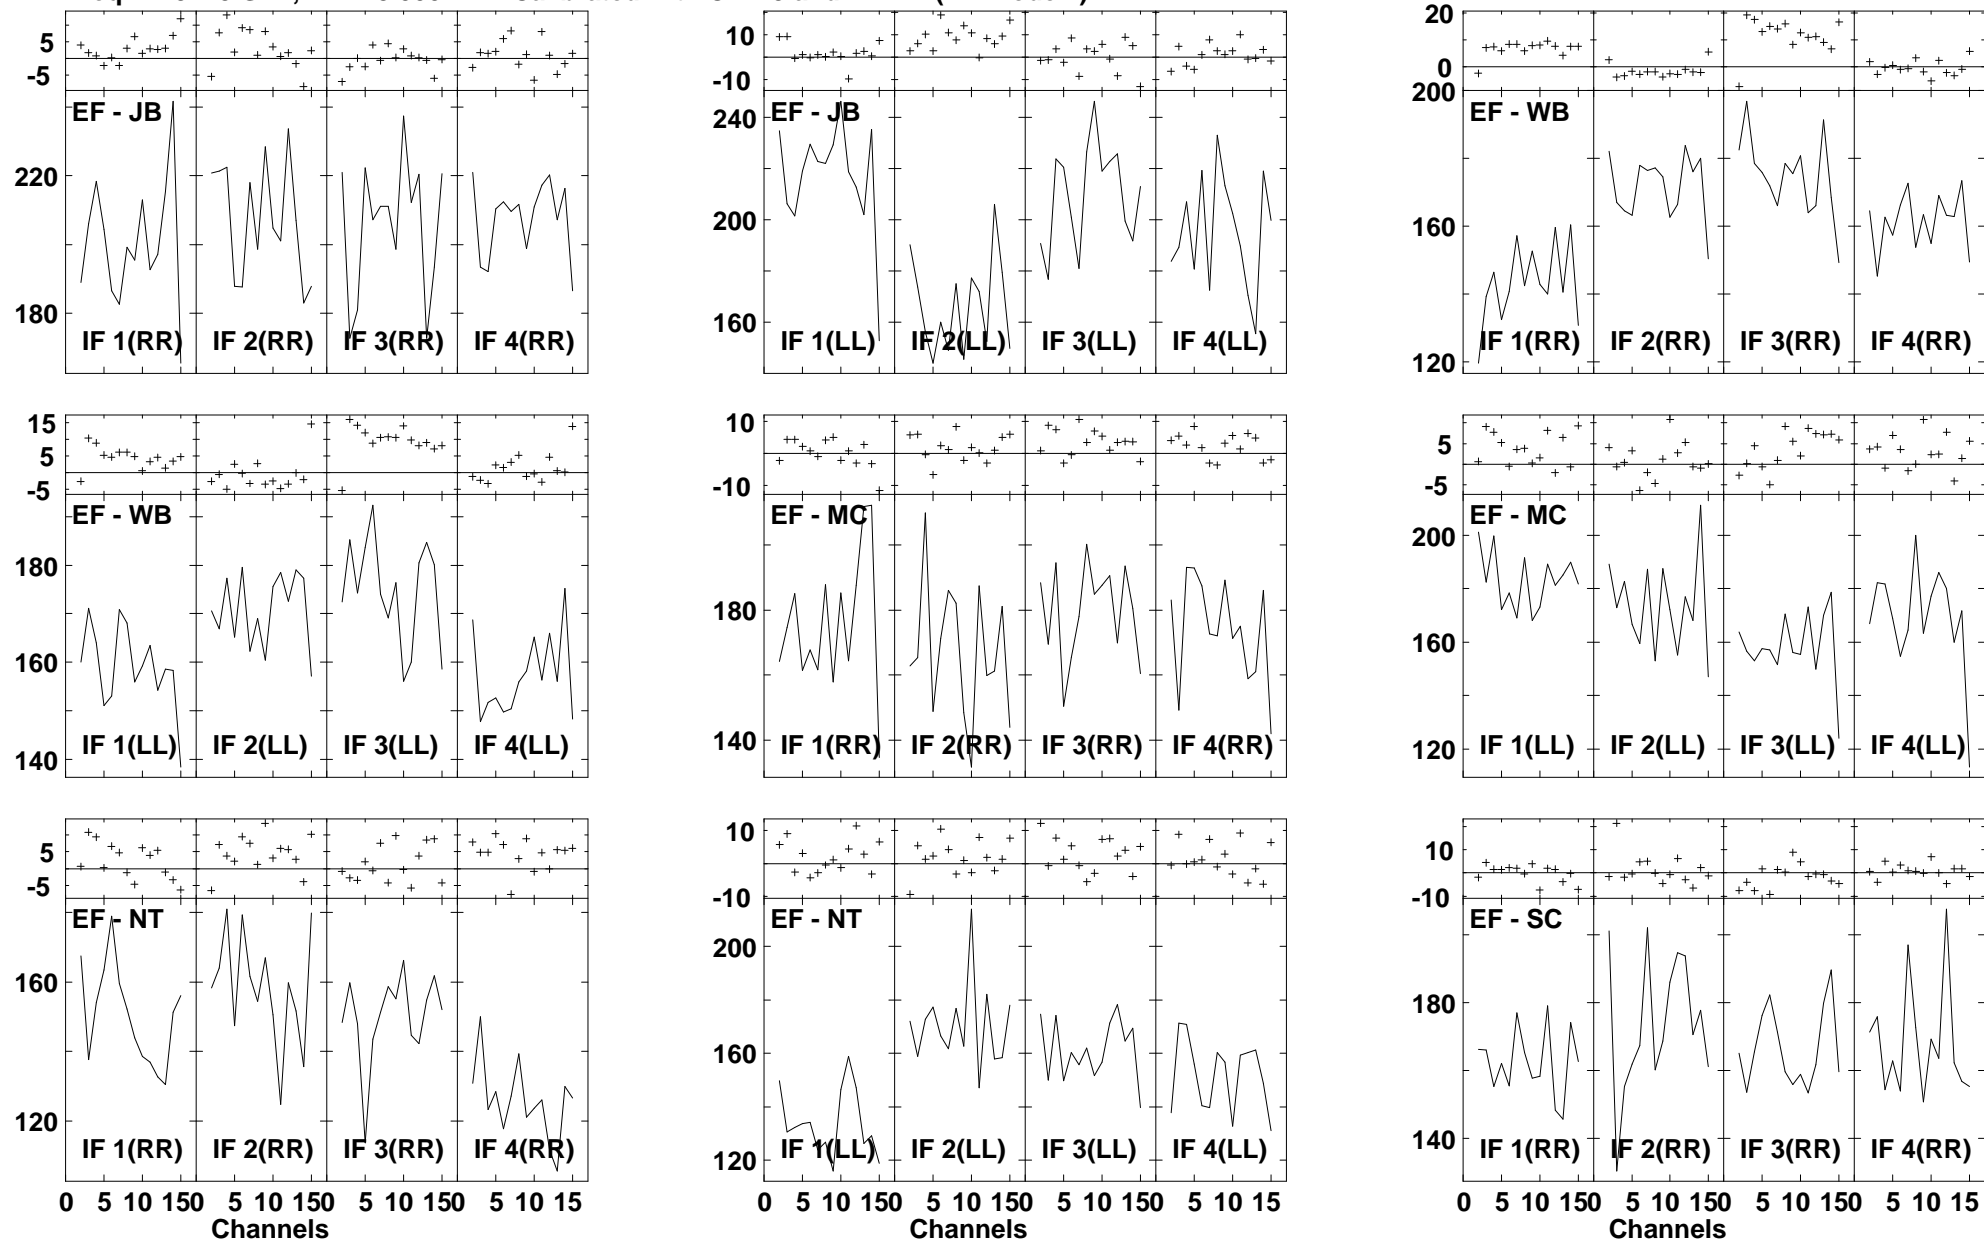 5 10 10 20
-5 -10 0
EF - JB EF - JB EF - WB
200
240
220 200 160
180 160 120
IF 1(RR) IF 2(RR) IF 3(RR) IF 4(RR) IF 1(LL) IF 2(LL) IF 3(LL) IF 4(LL) IF 1(RR) IF 2(RR) IF 3(RR) IF 4(RR)
15 10
5 5
-5 -10 -5
EF - WB EF - MC EF - MC
180 180 200
160 160
140 140 120
IF 1(LL) IF 2(LL) IF 3(LL) IF 4(LL) IF 1(RR) IF 2(RR) IF 3(RR) IF 4(RR) IF 1(LL) IF 2(LL) IF 3(LL) IF 4(LL)
5 10 10
-5 -10 -10
EF - NT EF - NT EF - SC
160 200 180
160
120 120 140
IF 1(RR) IF 2(RR) IF 3(RR) IF 4(RR) IF 1(LL) IF 2(LL) IF 3(LL) IF 4(LL) IF 1(RR) IF 2(RR) IF 3(RR) IF 4(RR)
0 5 10 150 5 10 150 5 10 150 5 10 15 0 5 10 150 5 10 150 5 10 150 5 10 15 0 5 10 150 5 10 150 5 10 150 5 10 15
Channels Channels Channels